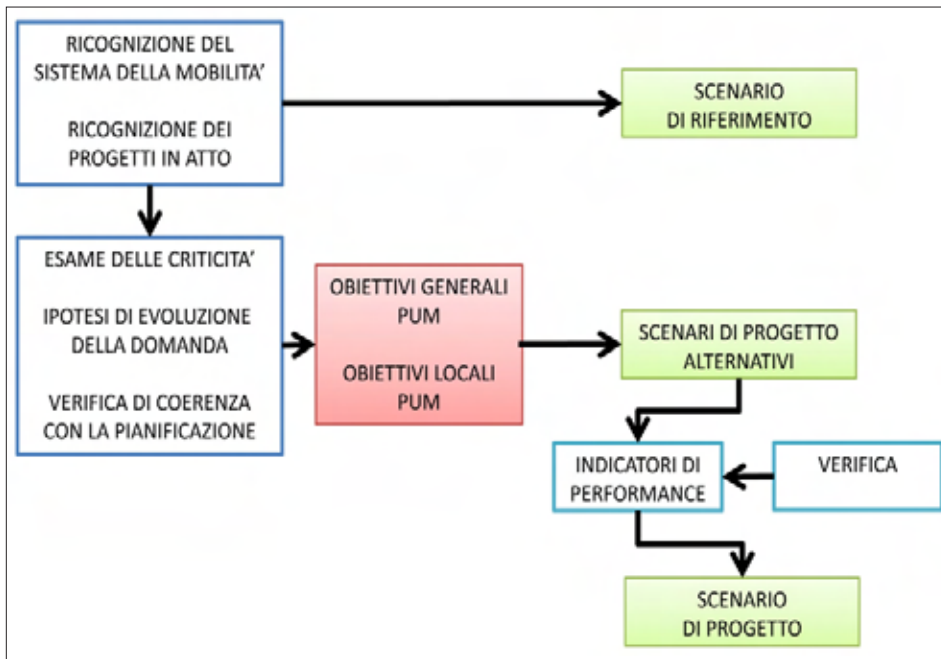 RICOGNIZIONE DEL
SISTEMA DELLA MOBILITA’
RICOGNIZIONE DEI
PROGETTI IN ATTO
SCENARIO
DI RIFERIMENTO
ESAME DELLE CRITICITA’
IPOTESI DI EVOLUZIONE
DELLA DOMANDA
VERIFICA DI COERENZA
CON LA PIANIFICAZIONE
OBIETTIVI GENERALI
PUM
OBIETTIVI LOCALI
PUM
SCENARI DI PROGETTO
ALTERNATIVI
INDICATORI DI
PERFORMANCE
VERIFICA
SCENARIO
DI PROGETTO